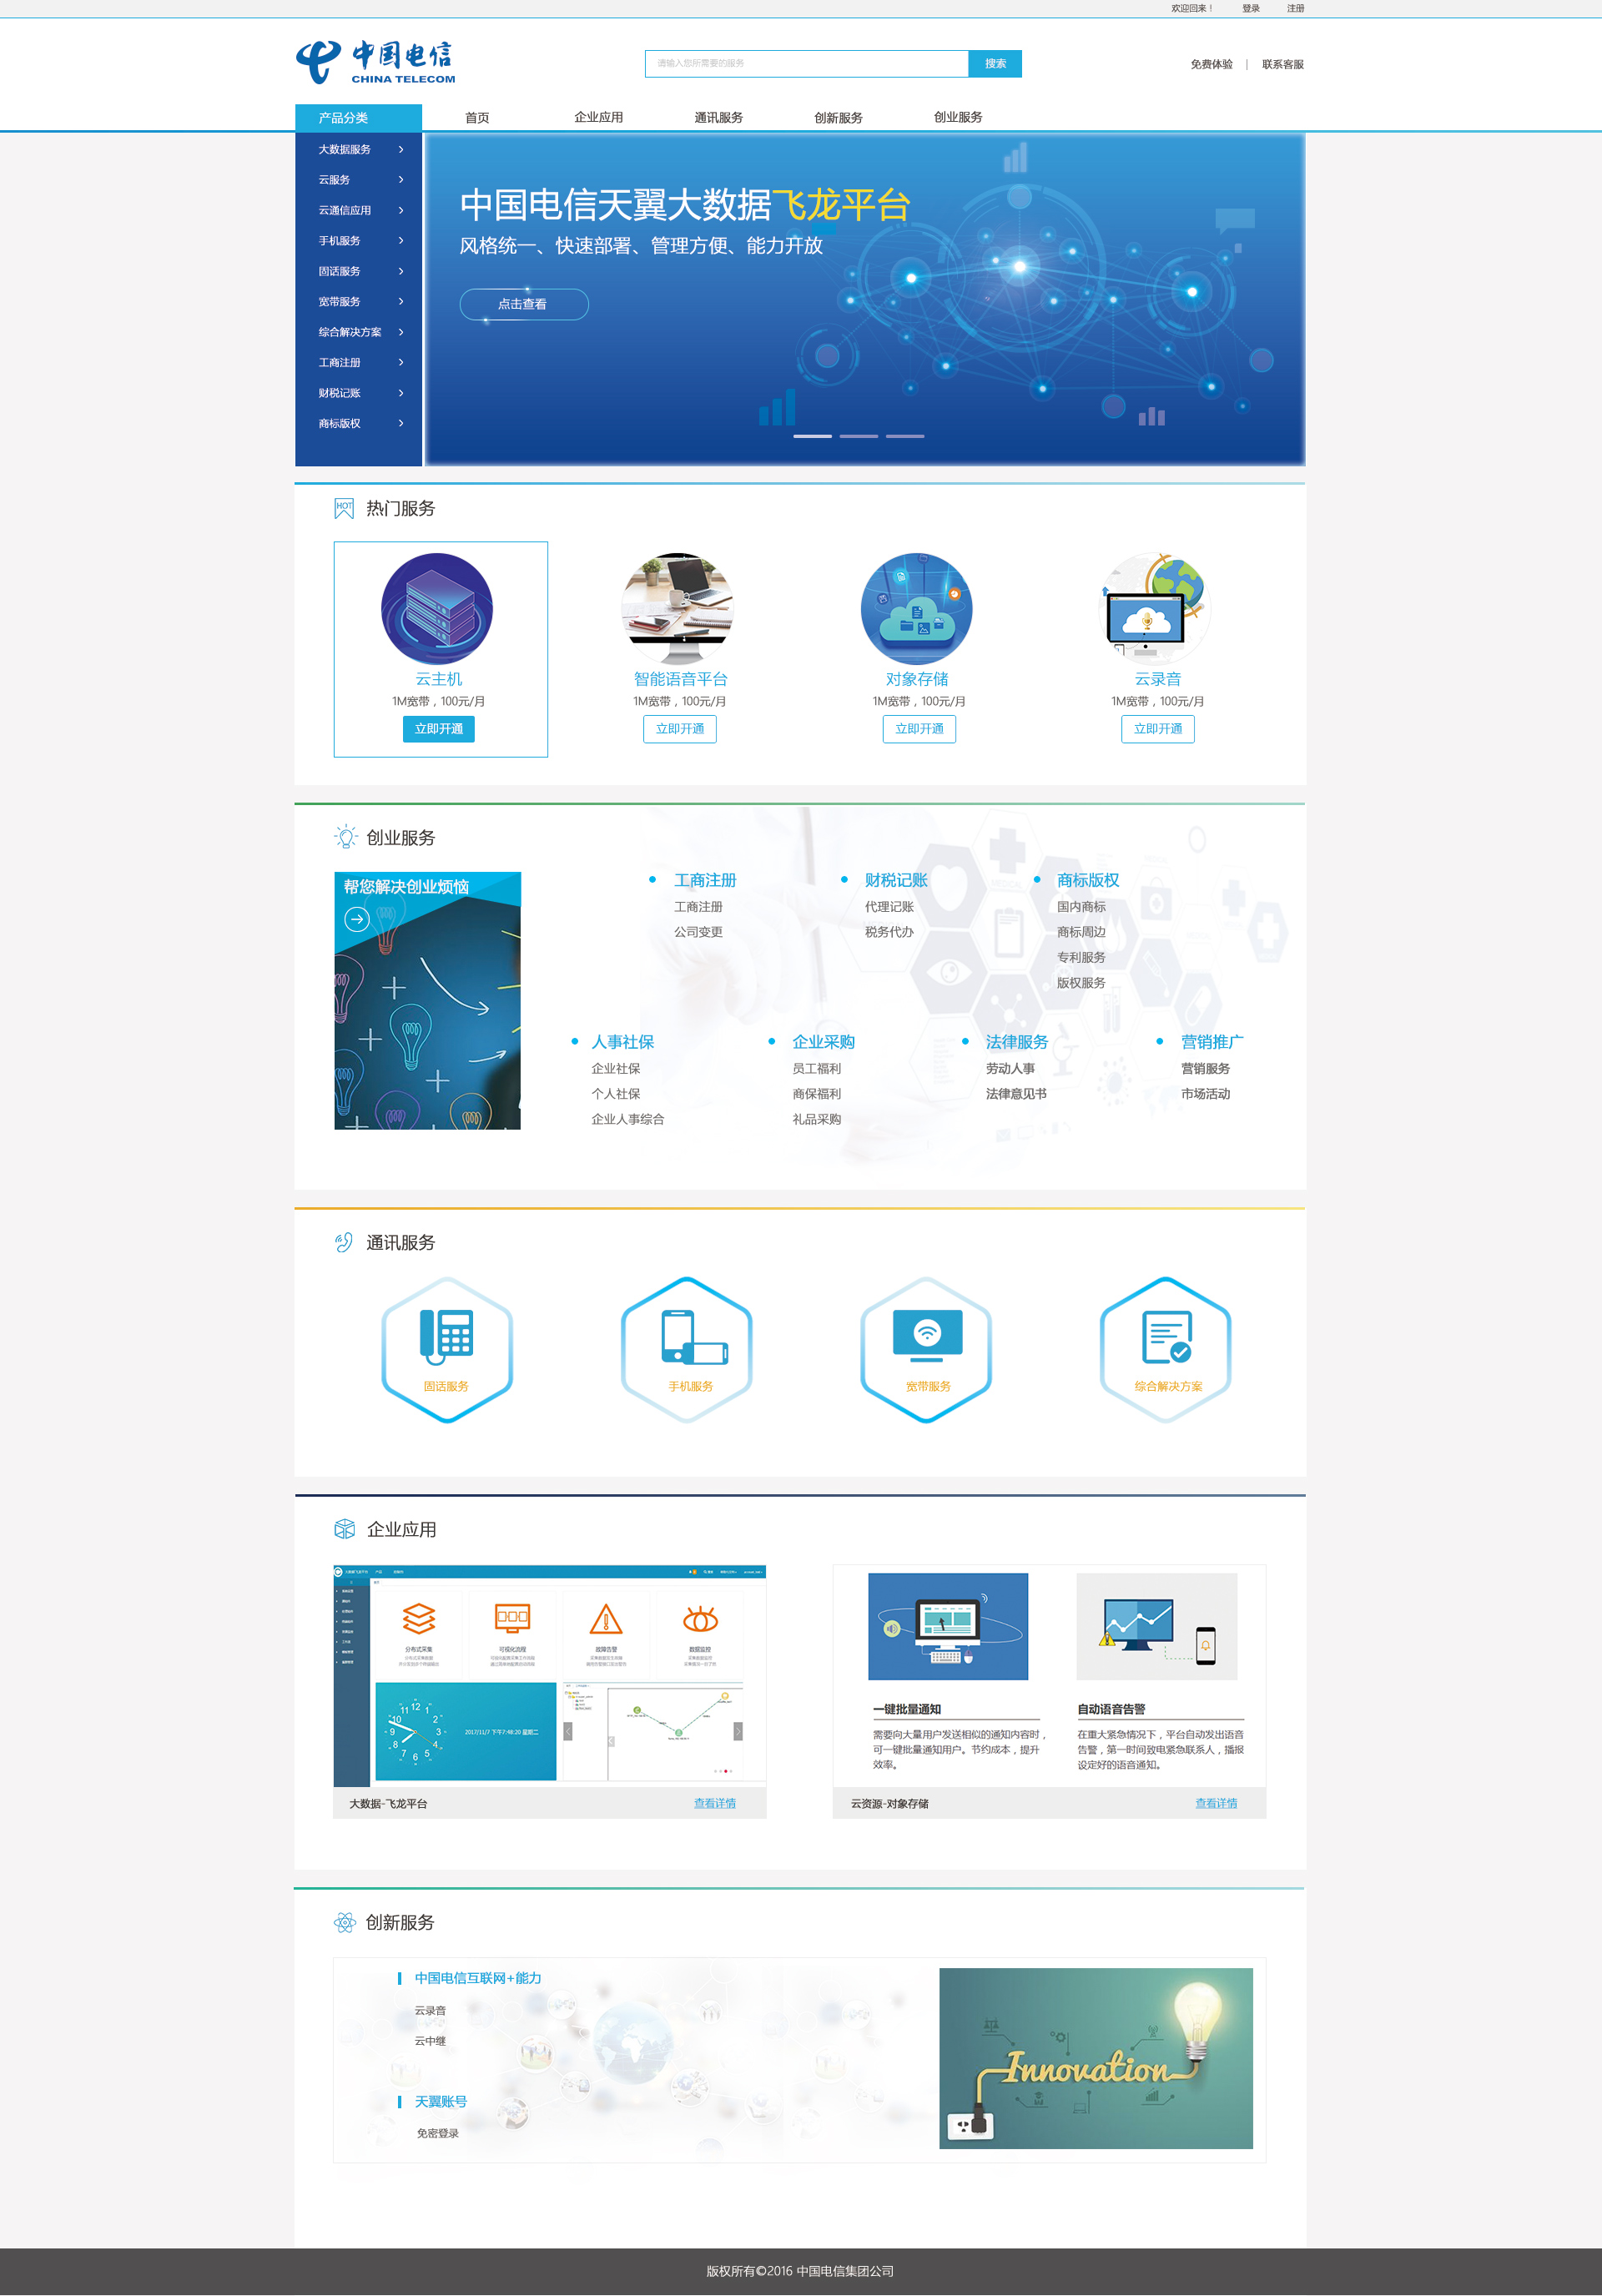 欢迎回来！ 登录 注册
中国电信
CHINA TELECOM
请输入您所需要的服务 搜索
免费体验 | 联系客服
产品分类 首页 企业应用 通讯服务 创新服务 创业服务
大数据服务
云服务
云通信应用
手机服务
固话服务
宽带服务
综合解决方案
工商注册
财税记账
商标版权
中国电信天翼大数据飞龙平台
风格统一、快速部署、管理方便、能力开放
点击查看
HOT 热门服务
云主机 智能语音平台 对象存储 云录音
1M宽带，100元/月 1M宽带，100元/月 1M宽带，100元/月 1M宽带，100元/月
立即开通 立即开通 立即开通 立即开通
创业服务
帮您解决创业烦恼
工商注册 财税记账 商标版权
工商注册 代理记账 国内商标
公司变更 税务代办 商标周边
专利服务
版权服务
人事社保 企业采购 法律服务 营销推广
企业社保 员工福利 劳动人事 营销服务
个人社保 商保福利 法律意见书 市场活动
企业人事综合 礼品采购
通讯服务
固话服务 手机服务 宽带服务 综合解决方案
企业应用
分布式采集 可视化流程 故障告警 数据监控
11 12 1
10 2
9 3
8 4
7 6 5
2017/11/7 下午7:48:20 星期二
大数据-飞龙平台 查看详情
一键批量通知
需要向大量用户发送相似的通知内容时，
可一键批量通知用户。节约成本，提升
效率。
自动语音告警
在重大紧急情况下，平台自动发出语音
告警，第一时间致电紧急联系人，播报
设定好的语音通知。
云资源-对象存储 查看详情
创新服务
中国电信互联网+能力
云录音
云中继
天翼账号
免密登录
Innovation
版权所有©2016 中国电信集团公司